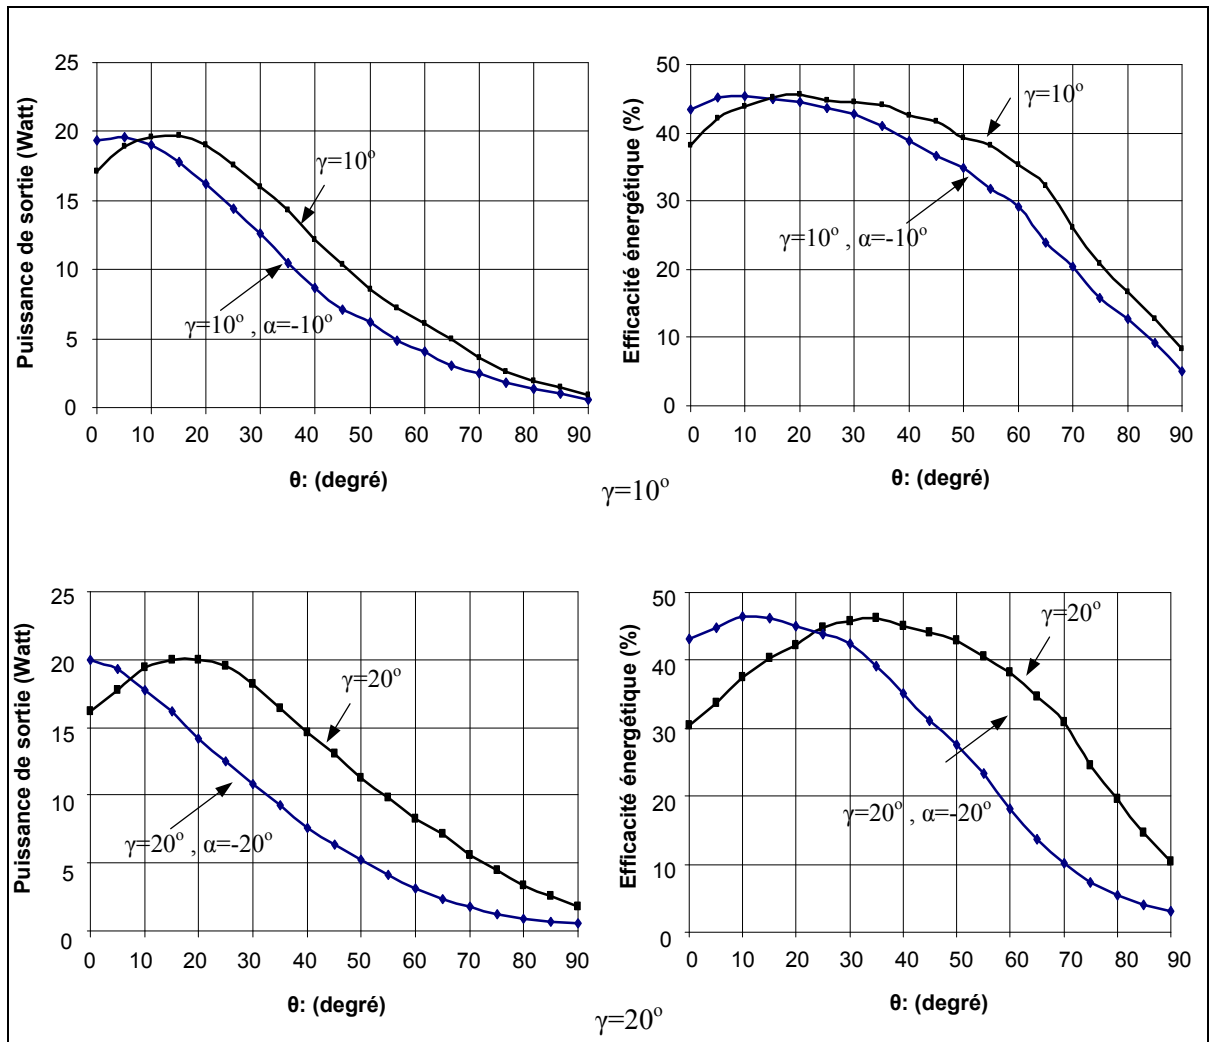 25
20
15
10
5
0
Puissance de sortie (Watt)
γ=10°
γ=10° , α=-10°
0 10 20 30 40 50 60 70 80 90
θ: (degré)
50
40
30
20
10
0
Efficacité énergétique (%)
γ=10°
γ=10° , α=-10°
0 10 20 30 40 50 60 70 80 90
θ: (degré)
γ=10°
25
20
15
10
5
0
Puissance de sortie (Watt)
γ=20°
γ=20° , α=-20°
0 10 20 30 40 50 60 70 80 90
θ: (degré)
50
40
30
20
10
0
Efficacité énergétique (%)
γ=20°
γ=20° , α=-20°
0 10 20 30 40 50 60 70 80 90
θ: (degré)
γ=20°